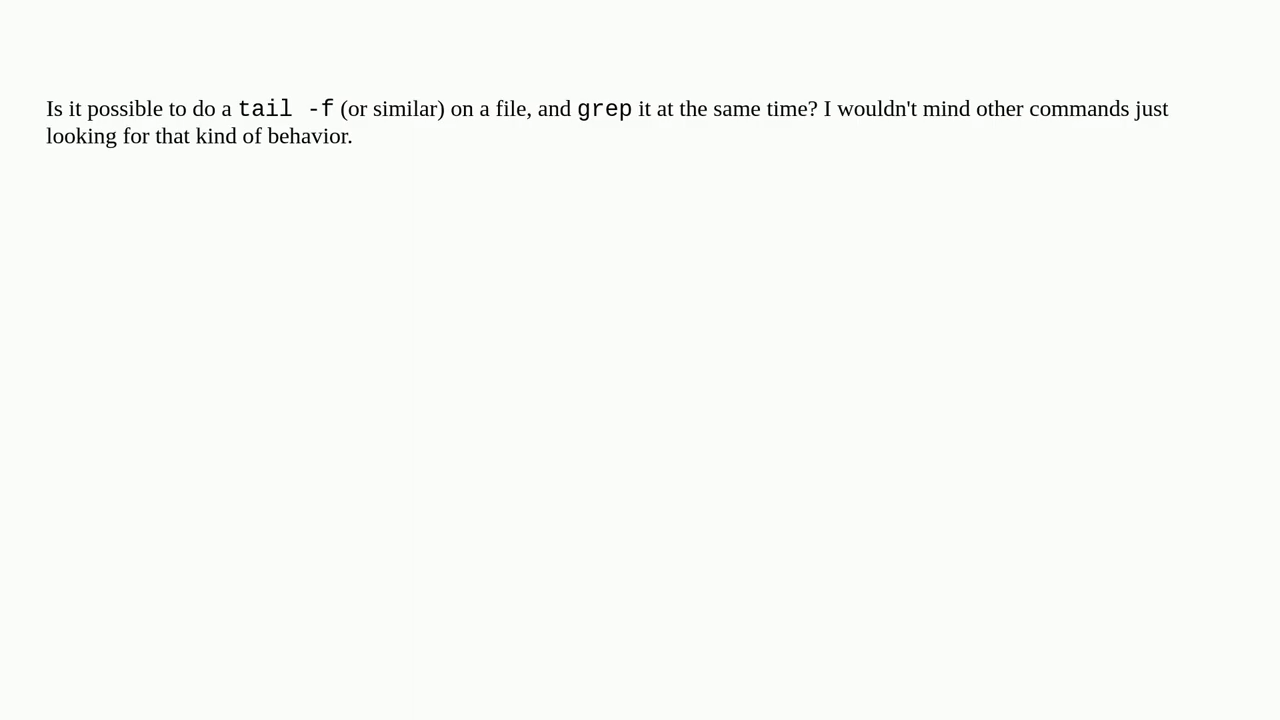 Is it possible to do a tail -f (or similar) on a file, and grep it at the same time? I wouldn't mind other commands just
looking for that kind of behavior.